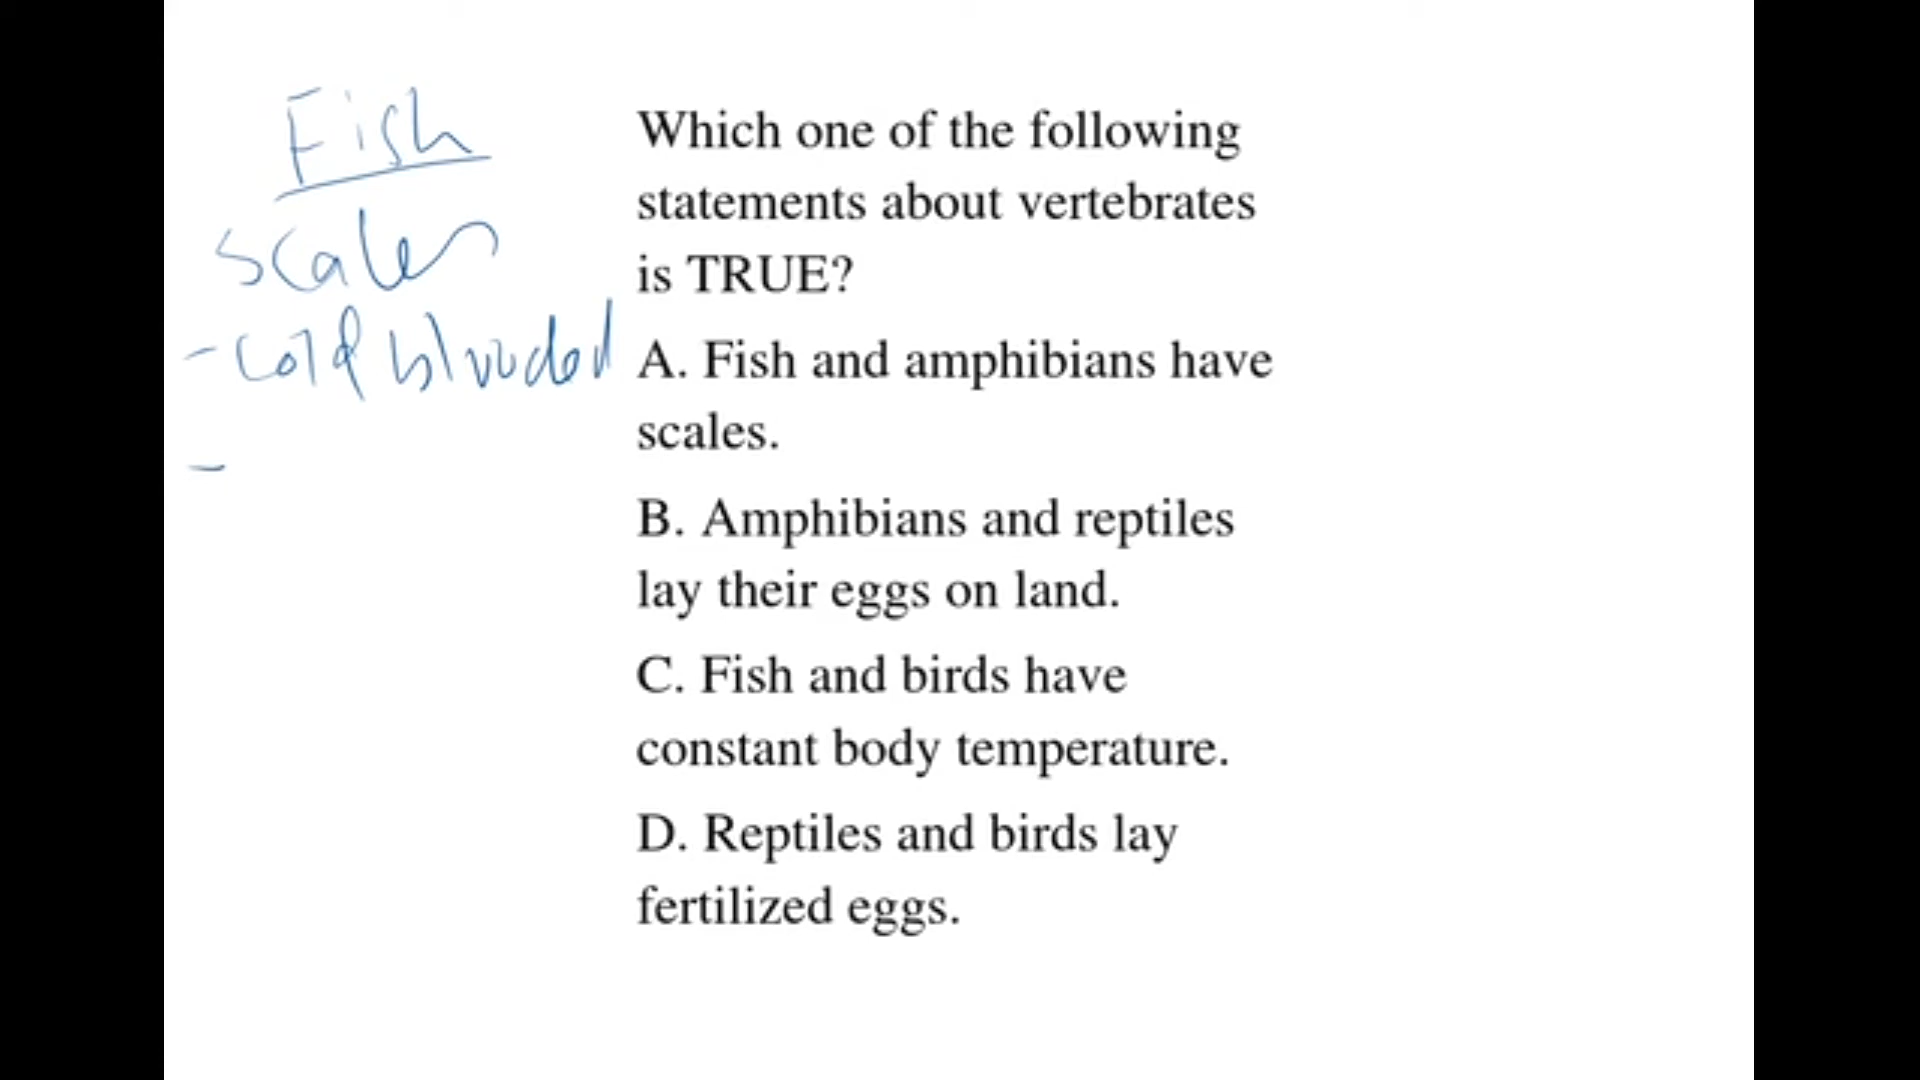 Fish
scales
- cold blooded
-
Which one of the following
statements about vertebrates
is TRUE?
A. Fish and amphibians have
scales.
B. Amphibians and reptiles
lay their eggs on land.
C. Fish and birds have
constant body temperature.
D. Reptiles and birds lay
fertilized eggs.